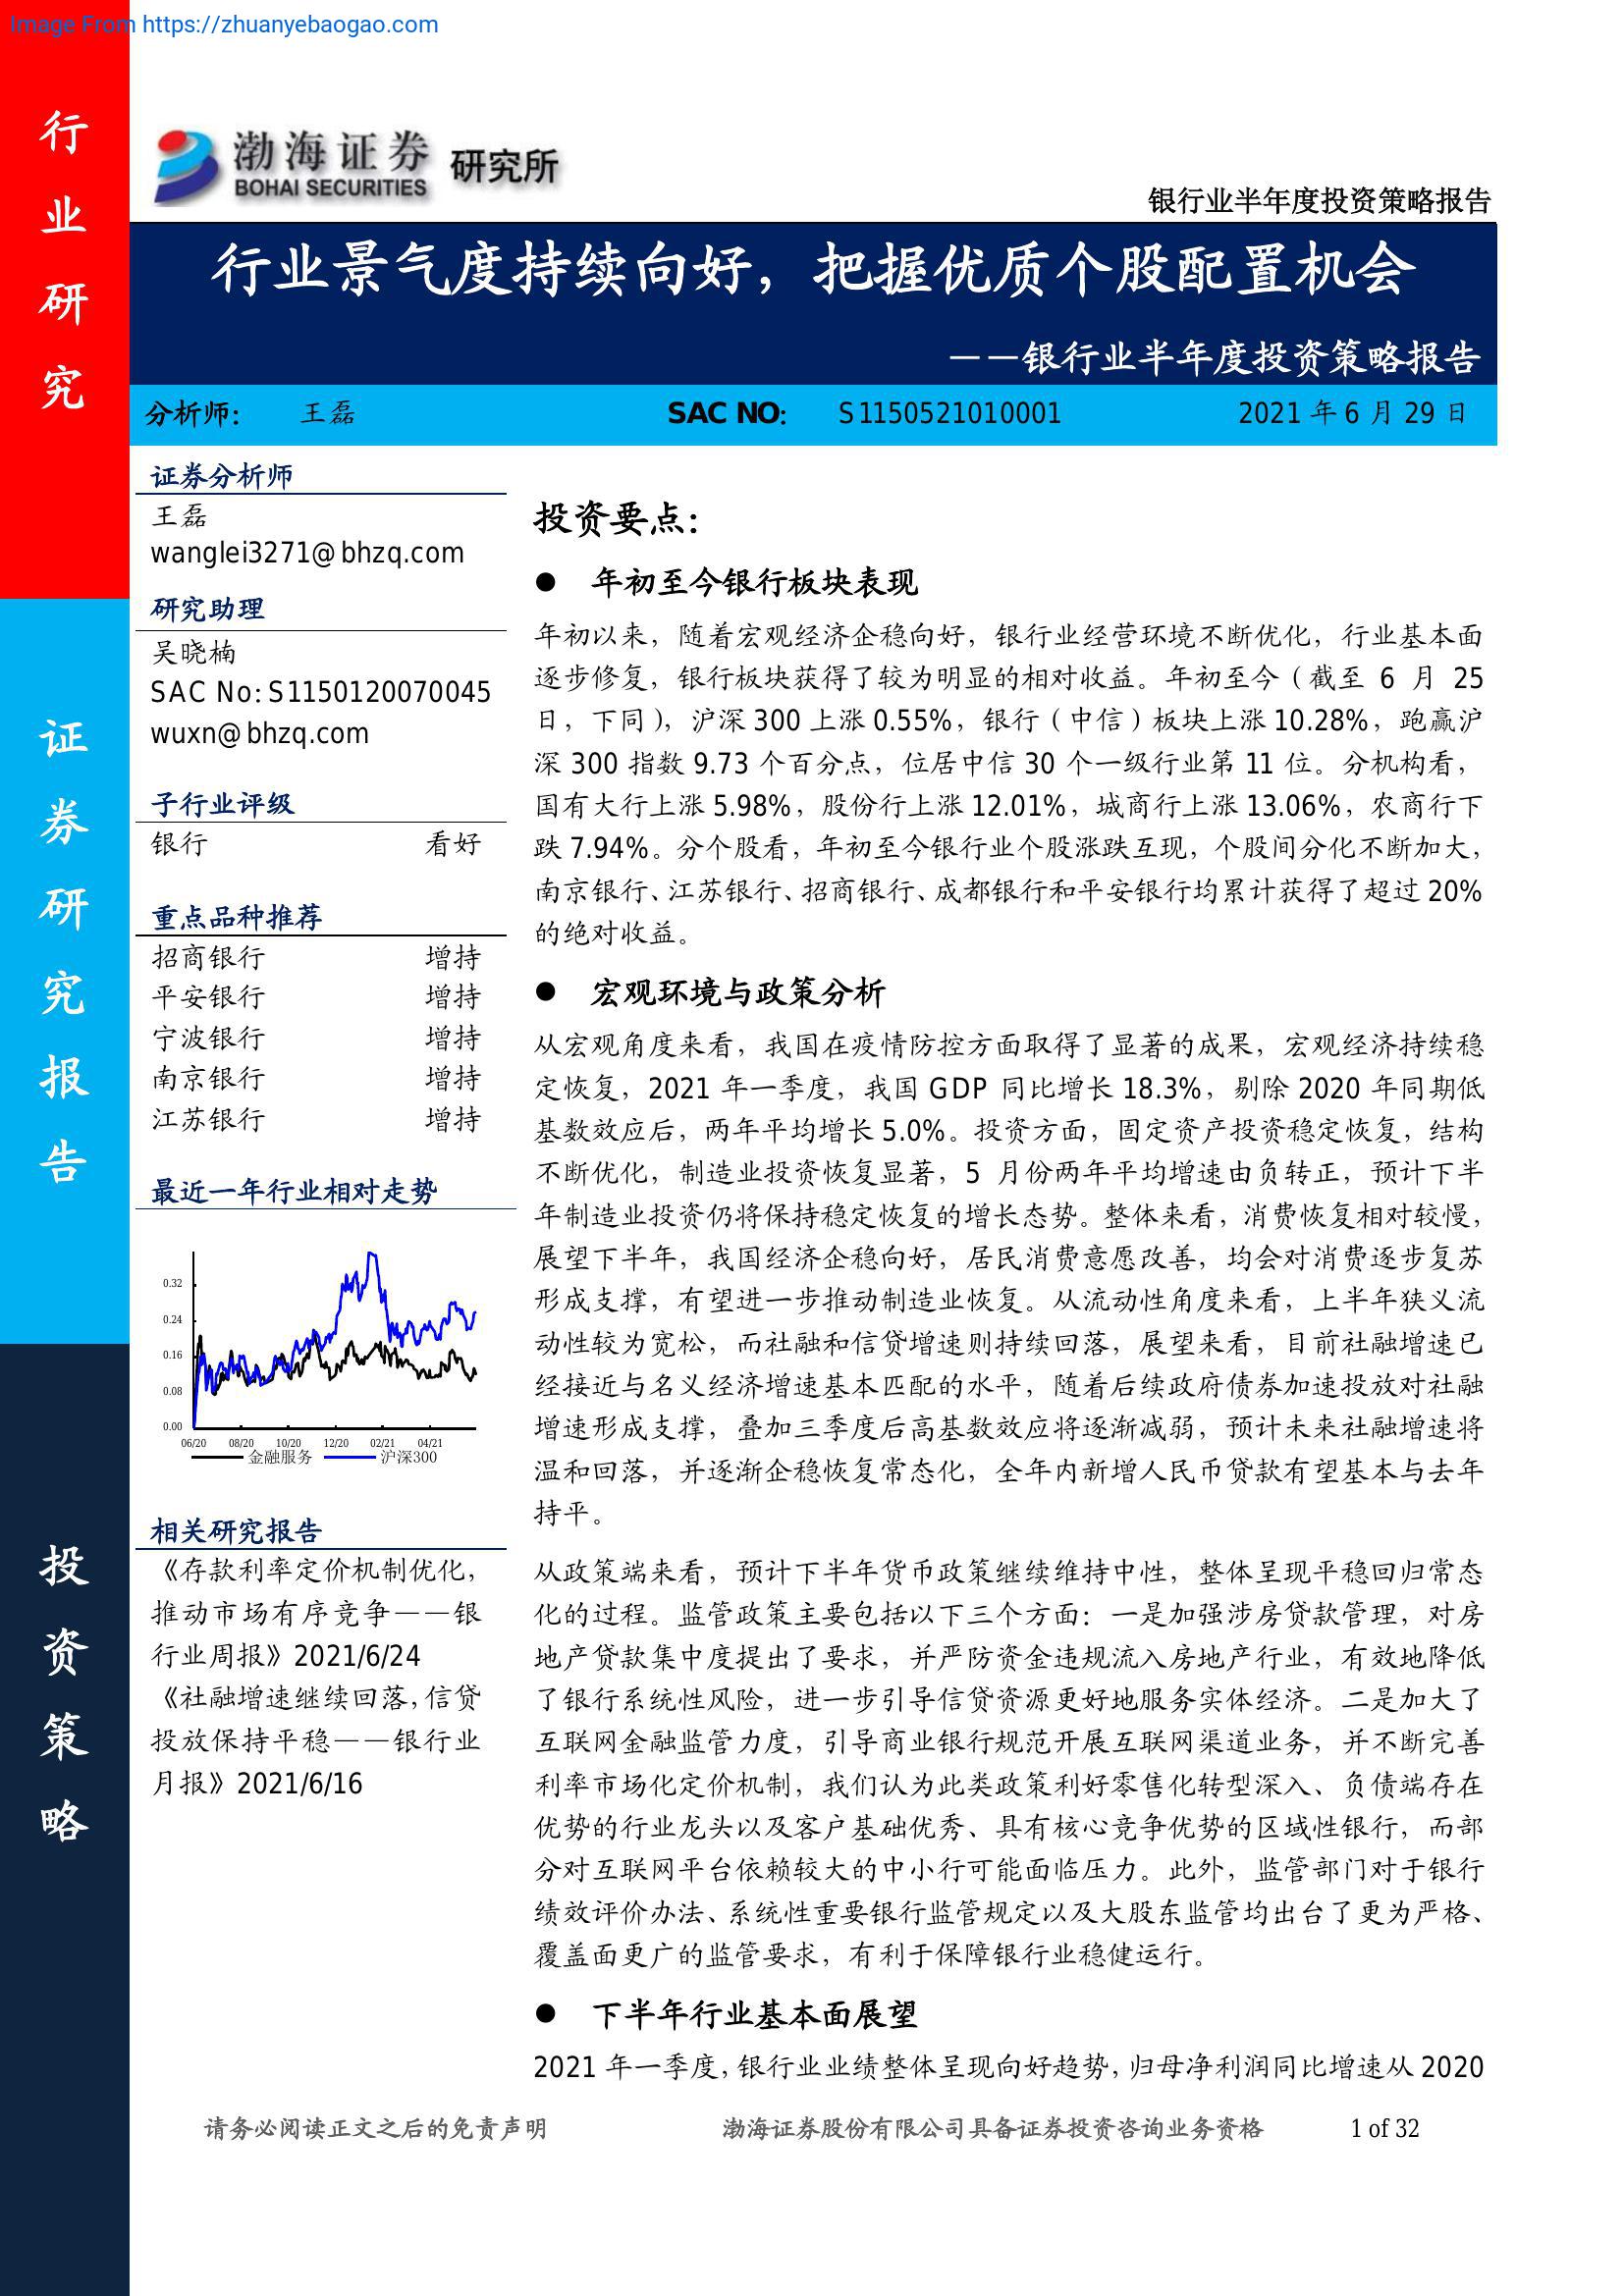 Image From https://zhuanyebaogao.com
行业研究
证券研究报告
投资策略
渤海证券 研究所
BOHAI SECURITIES
银行业半年度投资策略报告
行业景气度持续向好，把握优质个股配置机会
——银行业半年度投资策略报告
分析师： 王磊 SAC NO： S1150521010001 2021 年 6 月 29 日
证券分析师
王磊
wanglei3271@bhzq.com
研究助理
吴晓楠
SAC No: S1150120070045
wuxn@bhzq.com
子行业评级
银行 看好
重点品种推荐
招商银行 增持
平安银行 增持
宁波银行 增持
南京银行 增持
江苏银行 增持
最近一年行业相对走势
0.32
0.24
0.16
0.08
0.00
06/20 08/20 10/20 12/20 02/21 04/21
金融服务 沪深300
相关研究报告
《存款利率定价机制优化，
推动市场有序竞争——银
行业周报》2021/6/24
《社融增速继续回落，信贷
投放保持平稳——银行业
月报》2021/6/16
投资要点：
● 年初至今银行板块表现
年初以来，随着宏观经济企稳向好，银行业经营环境不断优化，行业基本面
逐步修复，银行板块获得了较为明显的相对收益。年初至今（截至 6 月 25
日，下同），沪深 300 上涨 0.55%，银行（中信）板块上涨 10.28%，跑赢沪
深 300 指数 9.73 个百分点，位居中信 30 个一级行业第 11 位。分机构看，
国有大行上涨 5.98%，股份行上涨 12.01%，城商行上涨 13.06%，农商行下
跌 7.94%。分个股看，年初至今银行业个股涨跌互现，个股间分化不断加大，
南京银行、江苏银行、招商银行、成都银行和平安银行均累计获得了超过 20%
的绝对收益。
● 宏观环境与政策分析
从宏观角度来看，我国在疫情防控方面取得了显著的成果，宏观经济持续稳
定恢复，2021 年一季度，我国 GDP 同比增长 18.3%，剔除 2020 年同期低
基数效应后，两年平均增长 5.0%。投资方面，固定资产投资稳定恢复，结构
不断优化，制造业投资恢复显著，5 月份两年平均增速由负转正，预计下半
年制造业投资仍将保持稳定恢复的增长态势。整体来看，消费恢复相对较慢，
展望下半年，我国经济企稳向好，居民消费意愿改善，均会对消费逐步复苏
形成支撑，有望进一步推动制造业恢复。从流动性角度来看，上半年狭义流
动性较为宽松，而社融和信贷增速则持续回落，展望来看，目前社融增速已
经接近与名义经济增速基本匹配的水平，随着后续政府债券加速投放对社融
增速形成支撑，叠加三季度后高基数效应将逐渐减弱，预计未来社融增速将
温和回落，并逐渐企稳恢复常态化，全年内新增人民币贷款有望基本与去年
持平。
从政策端来看，预计下半年货币政策继续维持中性，整体呈现平稳回归常态
化的过程。监管政策主要包括以下三个方面：一是加强涉房贷款管理，对房
地产贷款集中度提出了要求，并严防资金违规流入房地产行业，有效地降低
了银行系统性风险，进一步引导信贷资源更好地服务实体经济。二是加大了
互联网金融监管力度，引导商业银行规范开展互联网渠道业务，并不断完善
利率市场化定价机制，我们认为此类政策利好零售化转型深入、负债端存在
优势的行业龙头以及客户基础优秀、具有核心竞争优势的区域性银行，而部
分对互联网平台依赖较大的中小行可能面临压力。此外，监管部门对于银行
绩效评价办法、系统性重要银行监管规定以及大股东监管均出台了更为严格、
覆盖面更广的监管要求，有利于保障银行业稳健运行。
● 下半年行业基本面展望
2021 年一季度，银行业业绩整体呈现向好趋势，归母净利润同比增速从 2020
请务必阅读正文之后的免责声明 渤海证券股份有限公司具备证券投资咨询业务资格 1 of 32